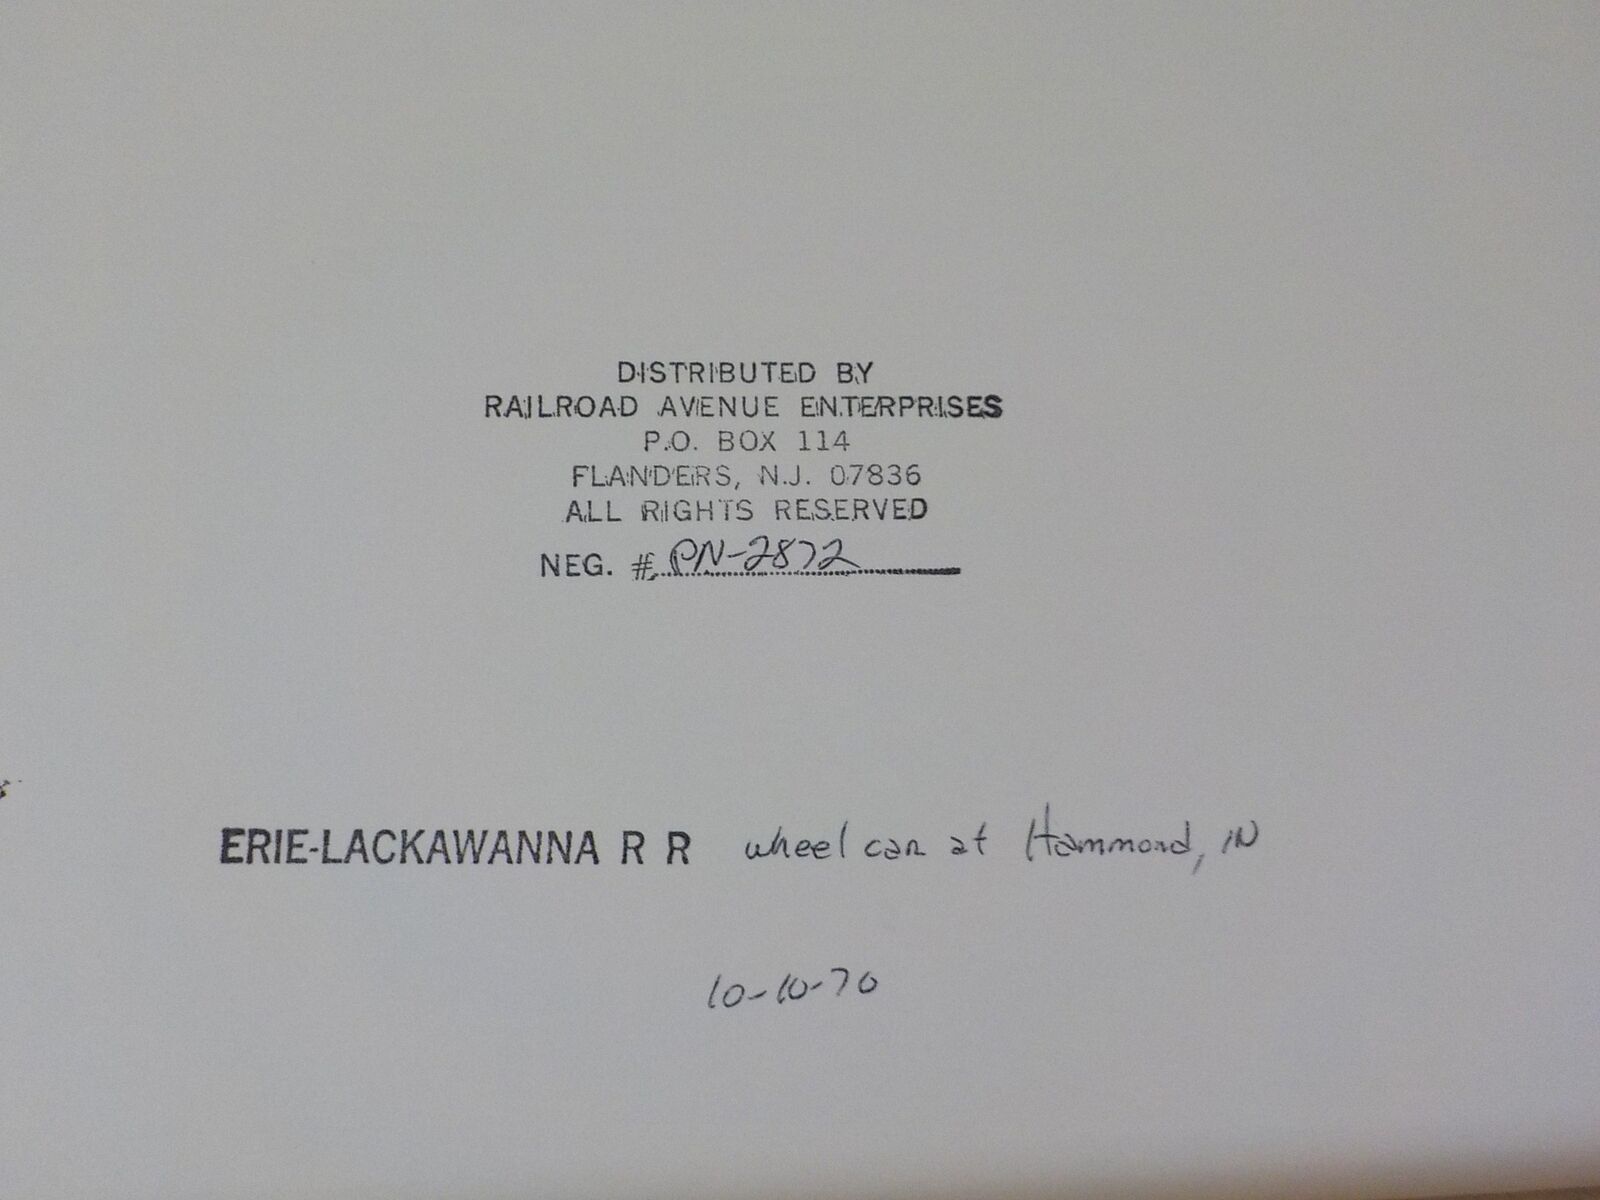 DISTRIBUTED BY
RAILROAD AVENUE ENTERPRISES
P.O. BOX 114
FLANDERS, N.J. 07836
ALL RIGHTS RESERVED
NEG. # PN-2872
ERIE-LACKAWANNA R R wheel car at Hammond, IN
10-10-70